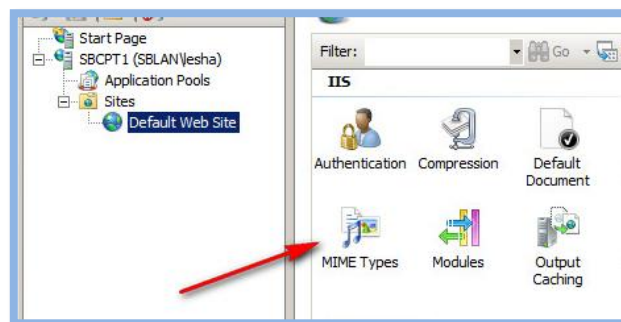 Start Page
SBCPT1 (SBLAN\lesha)
Application Pools
Sites
Default Web Site
Filter:
Go
IIS
Authentication Compression Default Document
MIME Types Modules Output Caching